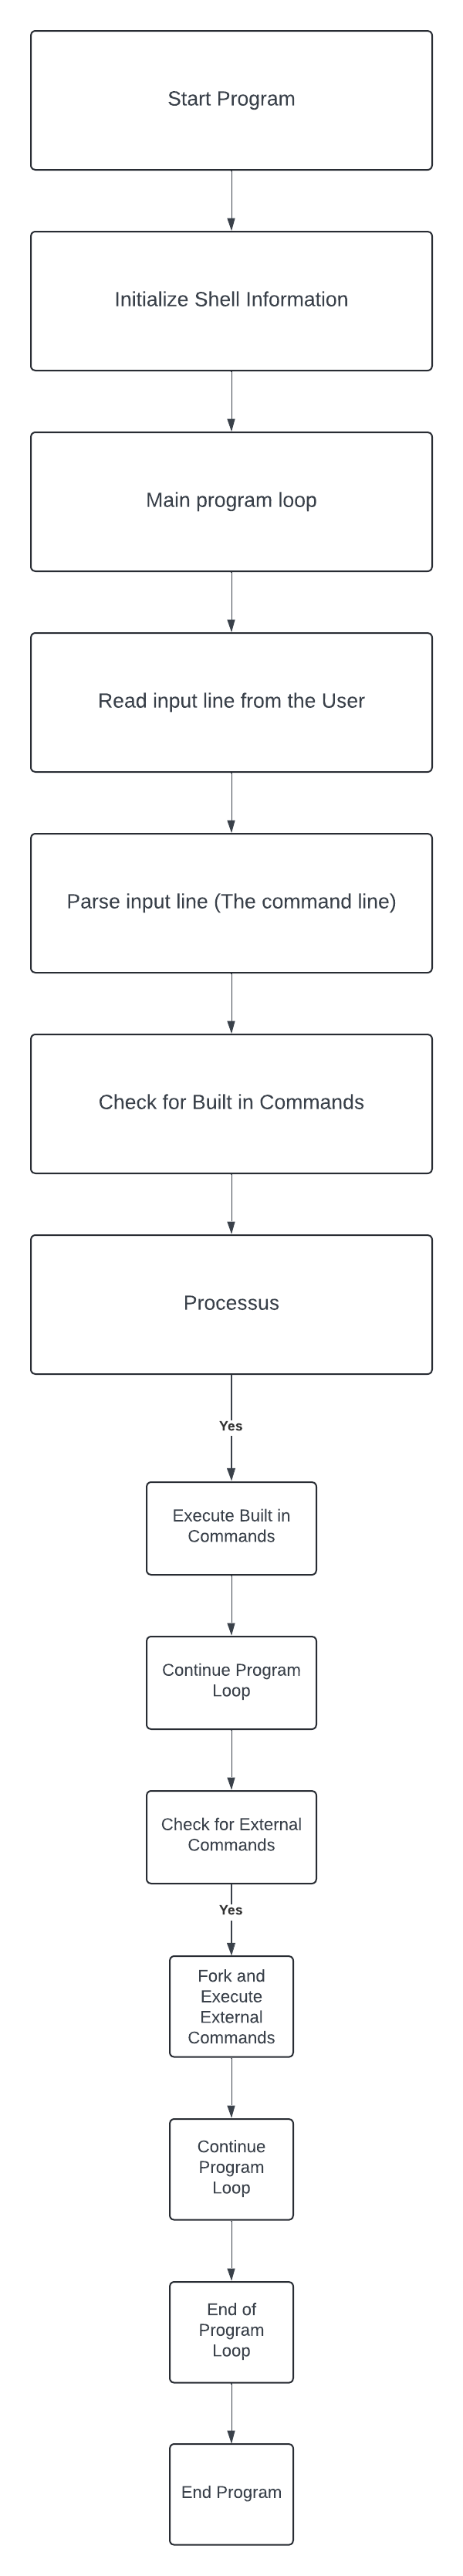 Start Program
Initialize Shell Information
Main program loop
Read input line from the User
Parse input line (The command line)
Check for Built in Commands
Processus
Yes
Execute Built in
Commands
Continue Program
Loop
Check for External
Commands
Yes
Fork and
Execute
External
Commands
Continue
Program
Loop
End of
Program
Loop
End Program